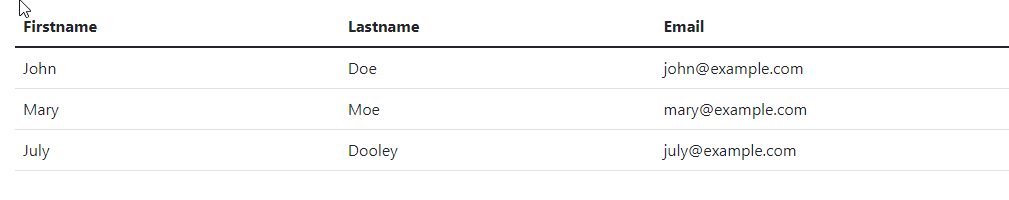 Firstname Lastname Email
John Doe john@example.com
Mary Moe mary@example.com
July Dooley july@example.com